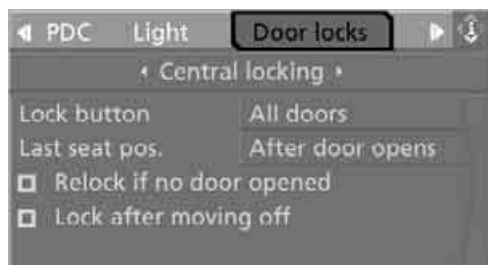 PDC Light Door locks
Central locking
Lock button All doors
Last seat pos. After door opens
Relock if no door opened
Lock after moving off